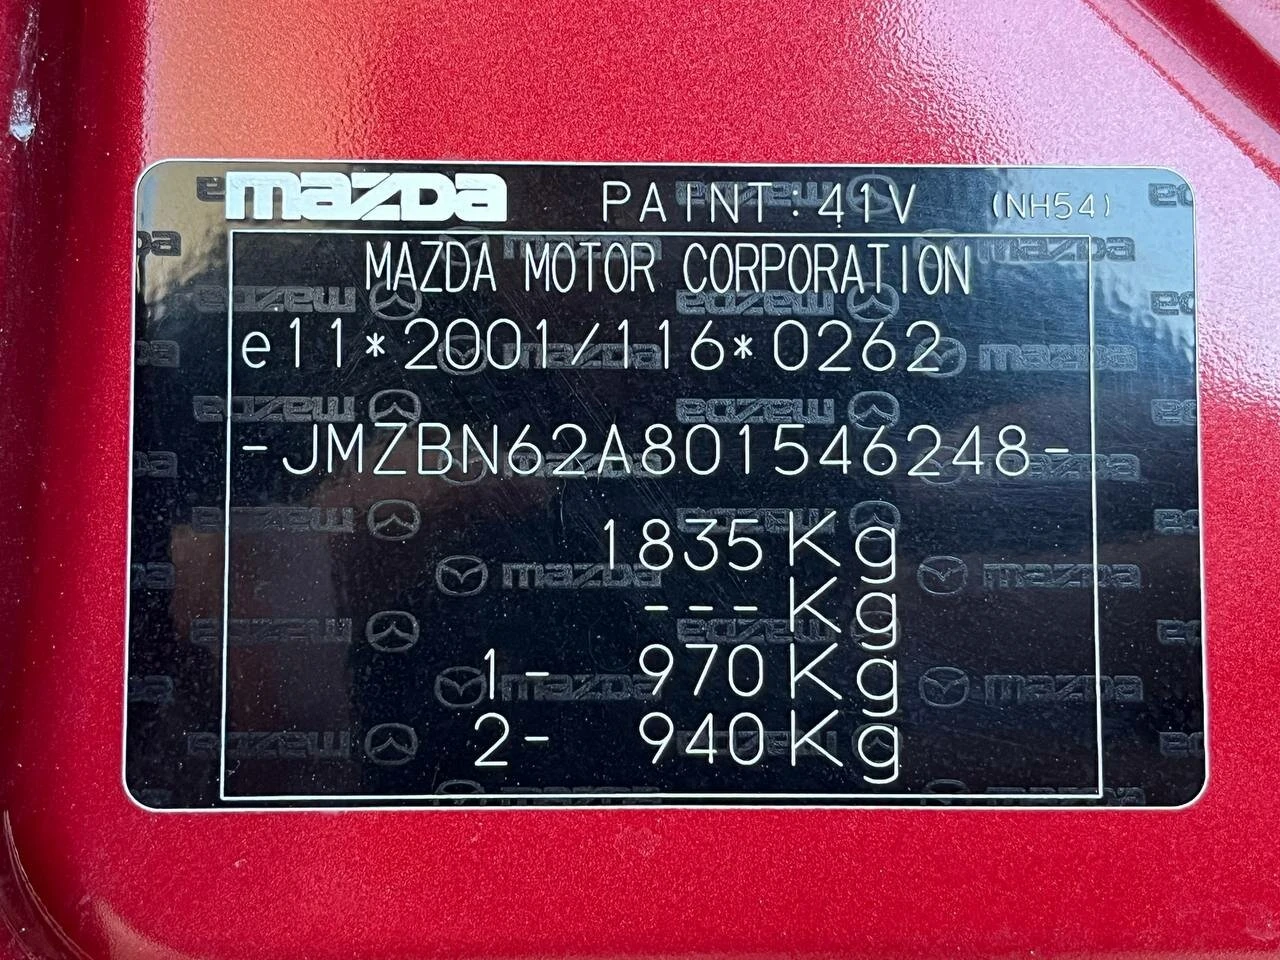 mazda PAINT:41V (NH54)
MAZDA MOTOR CORPORATION
e11*2001/116*0262
-JMZBN62A801546248-
1835Kg
---Kg
1- 970Kg
2- 940Kg